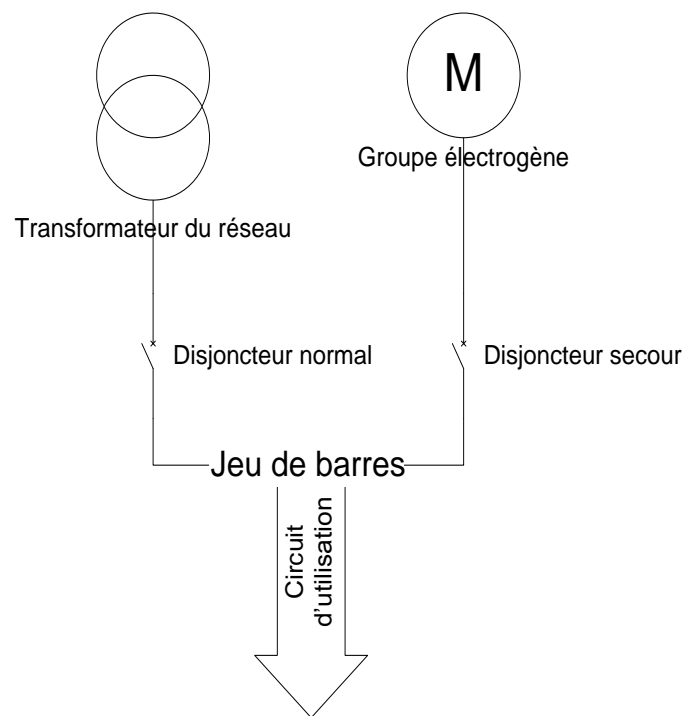 M
Groupe électrogène
Transformateur du réseau
Disjoncteur normal
Disjoncteur secour
Jeu de barres
Circuit
d'utilisation